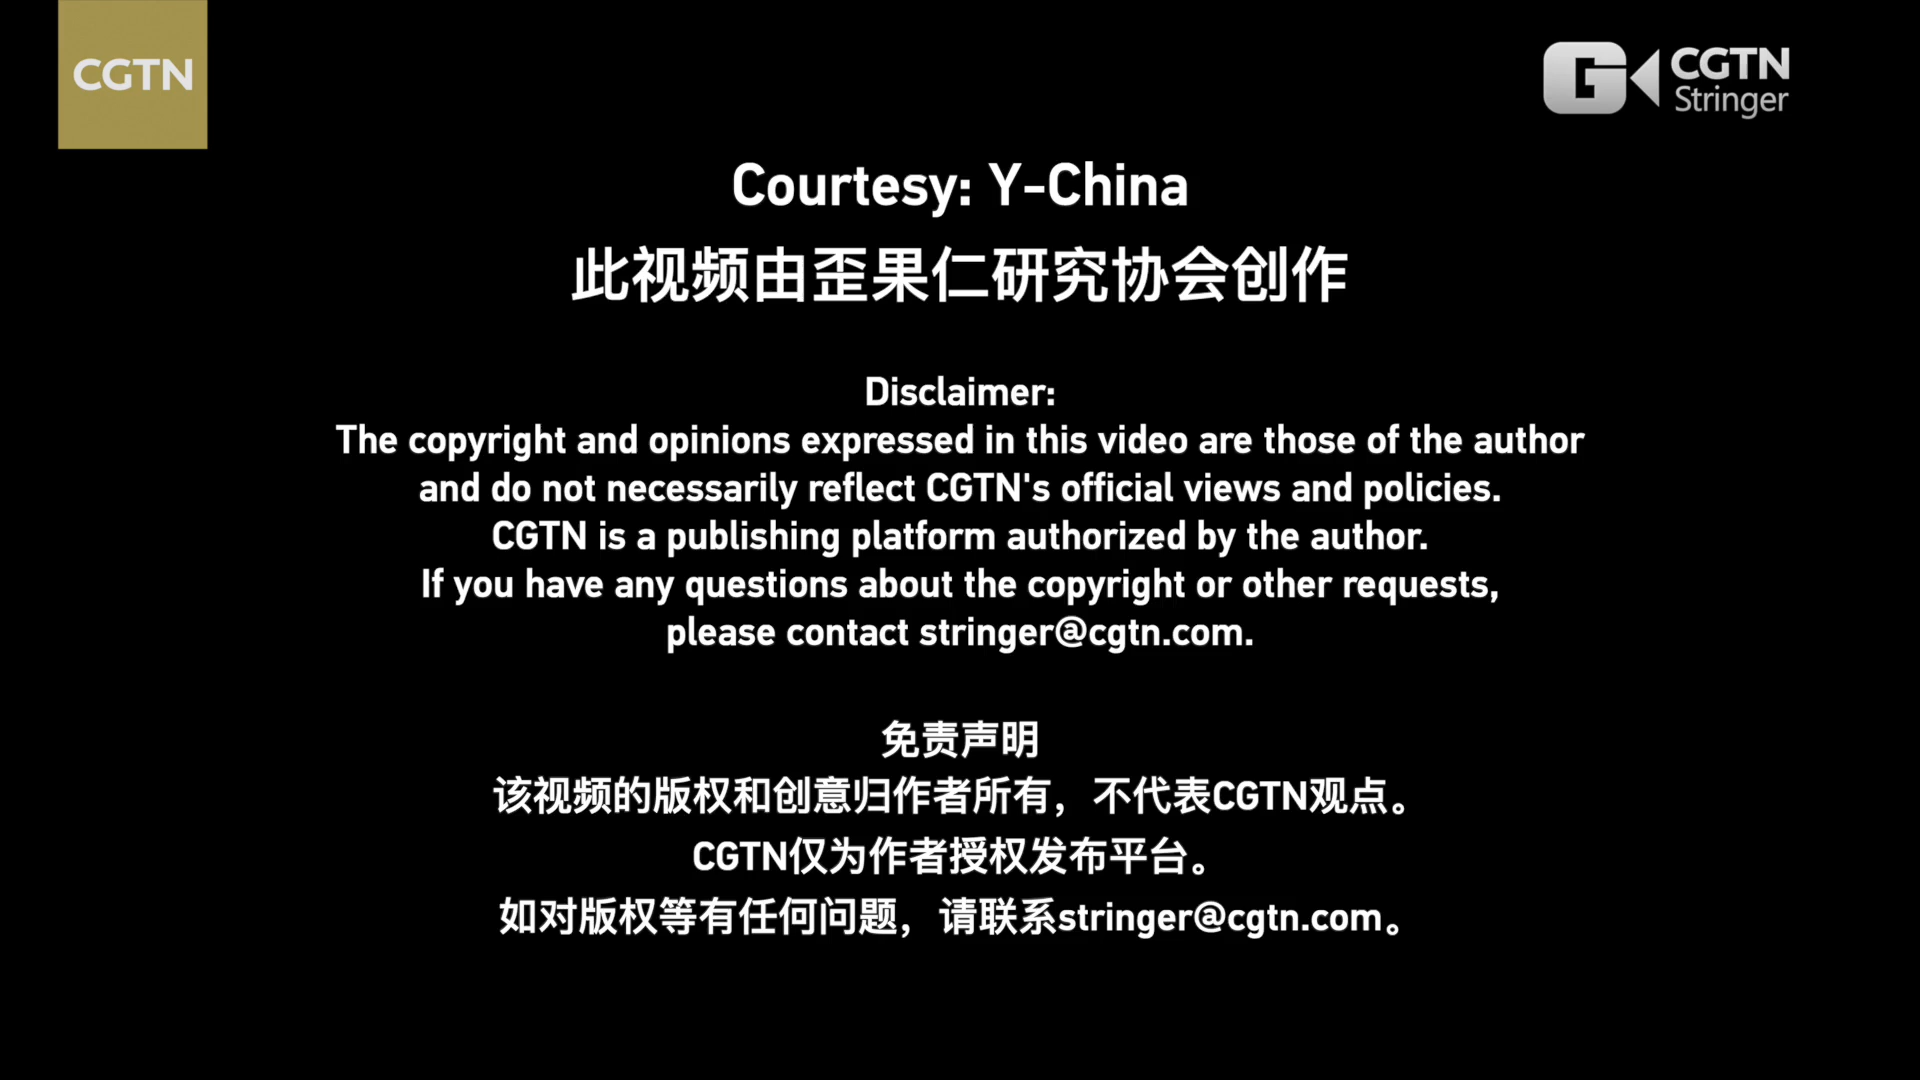 CGTN
CGTN
Stringer
Courtesy: Y-China
此视频由歪果仁研究协会创作
Disclaimer:
The copyright and opinions expressed in this video are those of the author
and do not necessarily reflect CGTN's official views and policies.
CGTN is a publishing platform authorized by the author.
If you have any questions about the copyright or other requests,
please contact stringer@cgtn.com.
免责声明
该视频的版权和创意归作者所有，不代表CGTN观点。
CGTN仅为作者授权发布平台。
如对版权等有任何问题，请联系stringer@cgtn.com。